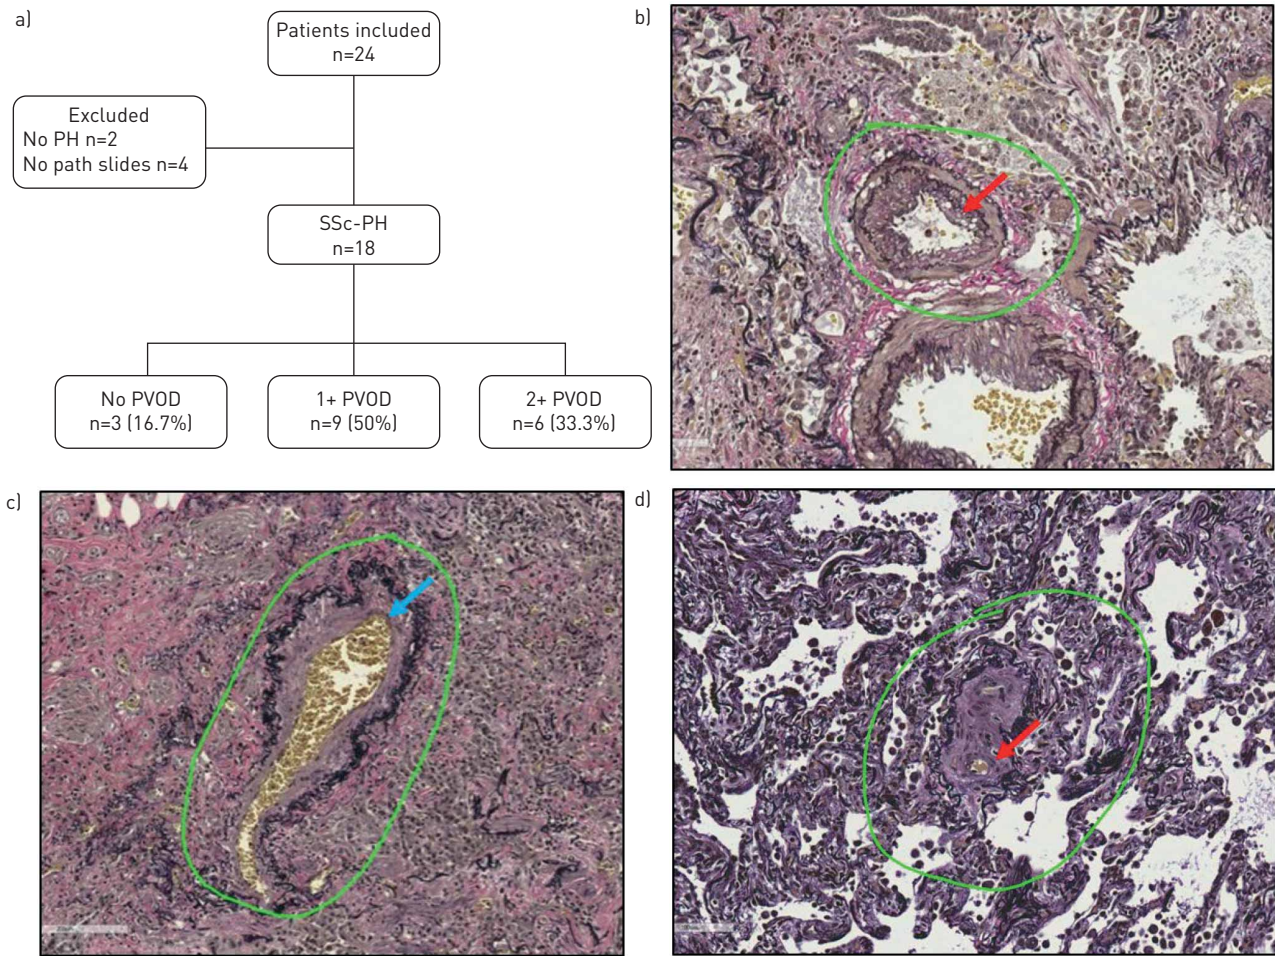 a)
Patients included
n=24
Excluded
No PH n=2
No path slides n=4
SSc-PH
n=18
No PVOD
n=3 (16.7%)
1+ PVOD
n=9 (50%)
2+ PVOD
n=6 (33.3%)
b)
c)
d)